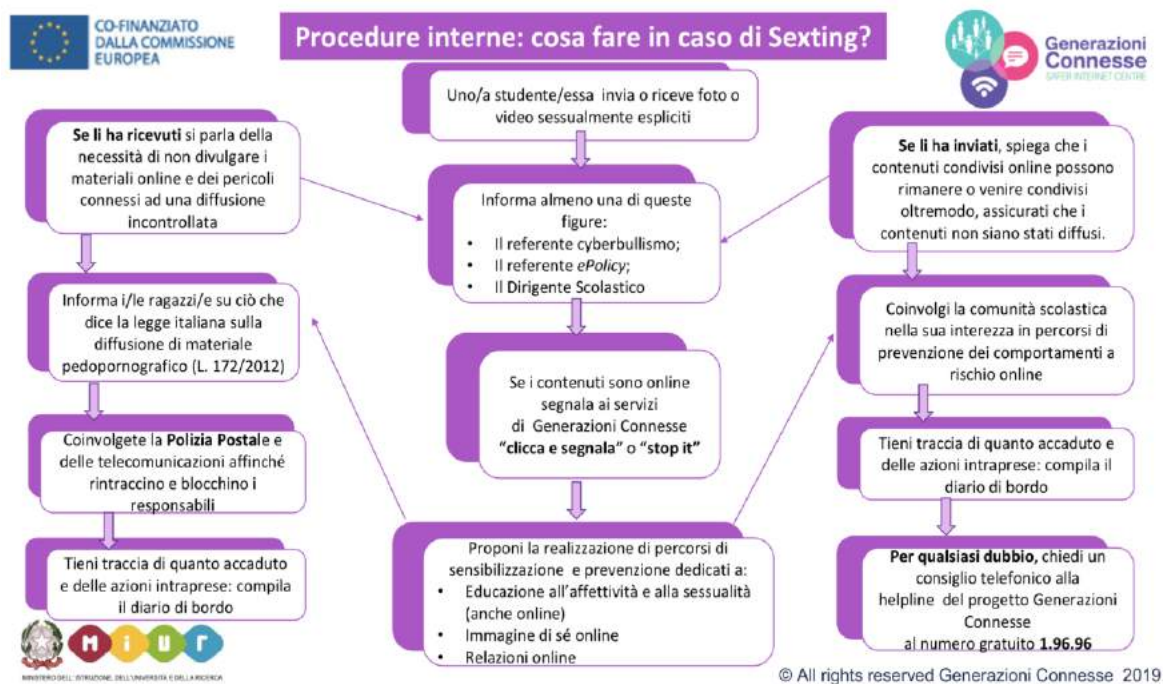 CO-FINANZIATO
DALLA COMMISSIONE
EUROPEA
Procedure interne: cosa fare in caso di Sexting?
Generazioni
Connesse
SAFER INTERNET CENTRE
Uno/a studente/essa invia o riceve foto o
video sessualmente espliciti
Se li ha ricevuti si parla della
necessità di non divulgare i
materiali online e dei pericoli
connessi ad una diffusione
incontrollata
Informa almeno una di queste
figure:
• Il referente cyberbullismo;
• Il referente ePolicy;
• Il Dirigente Scolastico
Se li ha inviati, spiega che i
contenuti condivisi online possono
rimanere o venire condivisi
oltremodo, assicurati che i
contenuti non siano stati diffusi.
Informa i/le ragazzi/e su ciò che
dice la legge italiana sulla
diffusione di materiale
pedopornografico (L. 172/2012)
Se i contenuti sono online
segnala ai servizi
di Generazioni Connesse
“clicca e segnala” o “stop it”
Coinvolgi la comunità scolastica
nella sua interezza in percorsi di
prevenzione dei comportamenti a
rischio online
Coinvolgete la Polizia Postale e
delle telecomunicazioni affinché
rintraccino e blocchino i
responsabili
Tieni traccia di quanto accaduto e
delle azioni intraprese: compila il
diario di bordo
Tieni traccia di quanto accaduto
e delle azioni intraprese: compila
il diario di bordo
Proponi la realizzazione di percorsi di
sensibilizzazione e prevenzione dedicati a:
• Educazione all’affettività e alla sessualità
(anche online)
• Immagine di sé online
• Relazioni online
Per qualsiasi dubbio, chiedi un
consiglio telefonico alla
helpline del progetto Generazioni
Connesse
al numero gratuito 1.96.96
MIUR
MINISTERO DELL'ISTRUZIONE, DELL'UNIVERSITÀ E DELLA RICERCA
© All rights reserved Generazioni Connesse 2019